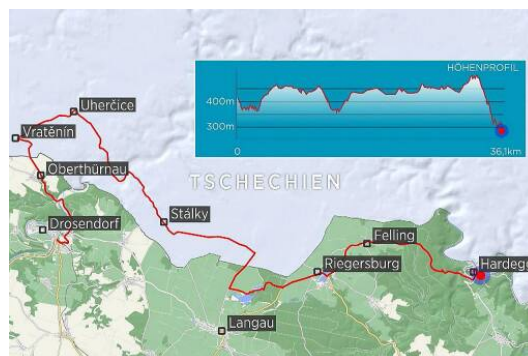 HÖHENPROFIL
400m
300m
0
36,1km
Uherčice
Vratěnín
Oberthürnau
TSCHECHIEN
Stálky
Drosendorf
Felling
Riegersburg
Hardegg
Langau